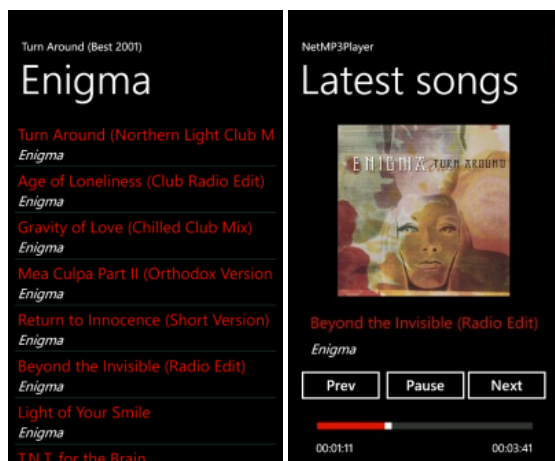 Turn Around (Best 2001)
Enigma
Turn Around (Northern Light Club M
Enigma
Age of Loneliness (Club Radio Edit)
Enigma
Gravity of Love (Chilled Club Mix)
Enigma
Mea Culpa Part II (Orthodox Version
Enigma
Return to Innocence (Short Version)
Enigma
Beyond the Invisible (Radio Edit)
Enigma
Light of Your Smile
Enigma
T.N.T. for the Brain
NetMP3Player
Latest songs
ENIGMA TURN AROUND
Beyond the Invisible (Radio Edit)
Enigma
Prev Pause Next
00:01:11 00:03:41